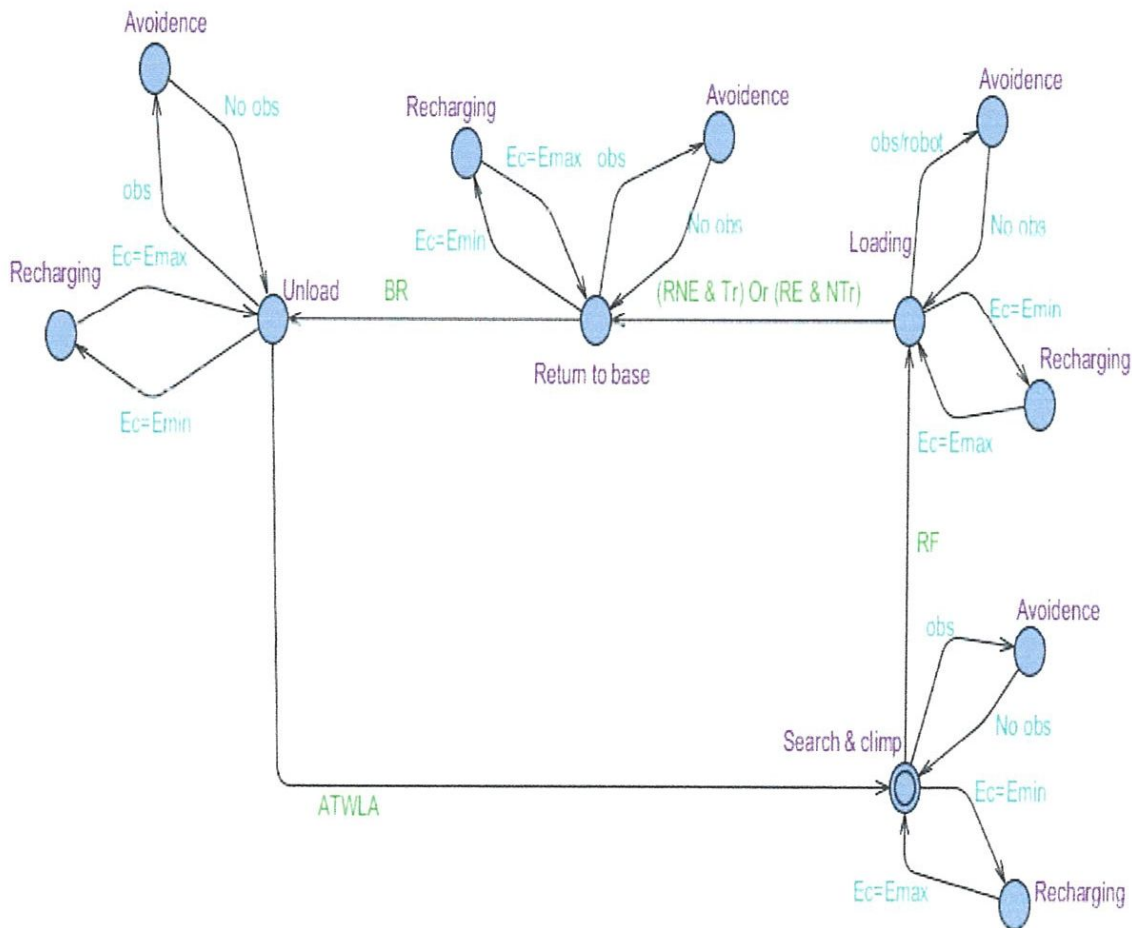 Avoidence
No obs
obs
Ec=Emax
Recharging
Unload
Ec=Emin
BR
Recharging
Ec=Emax
obs
Avoidence
No obs
Ec=Emin
Return to base
(RNE & Tr) Or (RE & NTr)
Avoidence
obs/robot
No obs
Loading
Ec=Emin
Recharging
Ec=Emax
RF
Avoidence
obs
No obs
Search & climp
Ec=Emin
Ec=Emax
Recharging
ATWLA